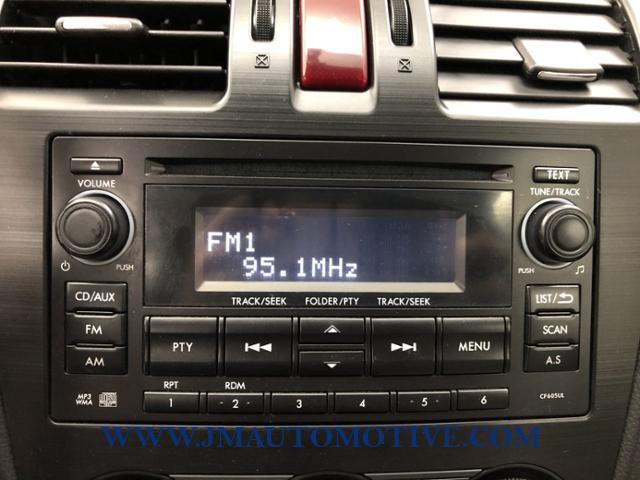 VOLUME
TEXT
TUNE/TRACK
PUSH
PUSH
FM1
95.1MHz
CD/AUX
FM
AM
TRACK/SEEK
FOLDER/PTY
TRACK/SEEK
LIST/
SCAN
A.S
PTY
MENU
RPT
RDM
1
2
3
4
5
6
MP3
WMA
CF605UL
WWW.JMAUTOMOTIVE.COM